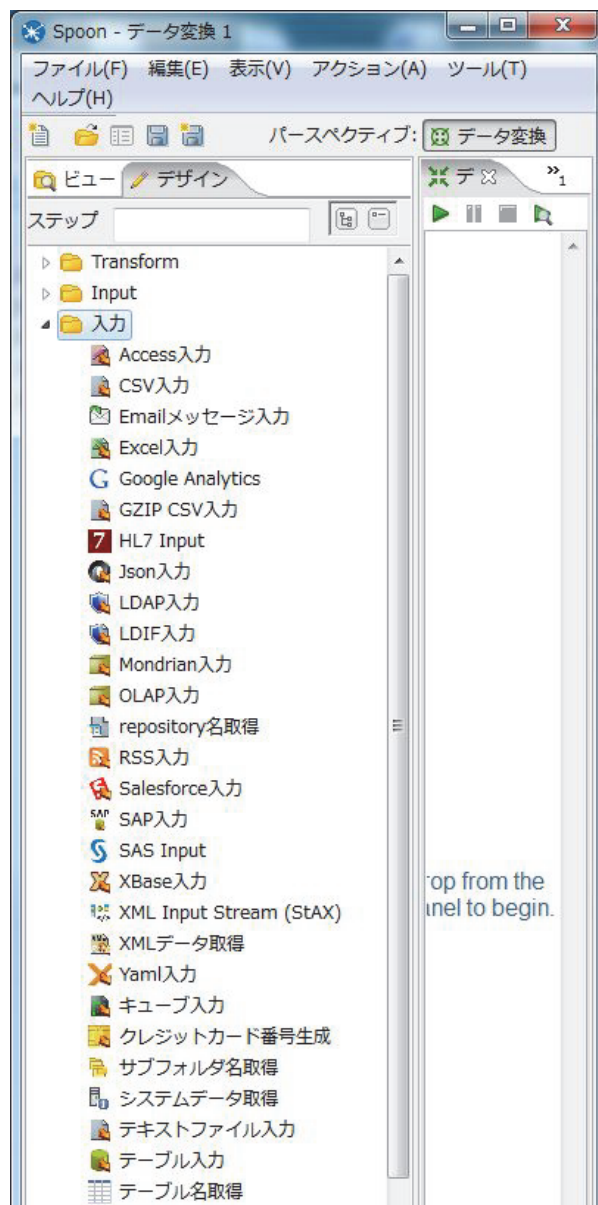 Spoon - データ変換 1
ファイル(F) 編集(E) 表示(V) アクション(A) ツール(T)
ヘルプ(H)
パースペクティブ: データ変換
ビュー デザイン デ »1
ステップ
Transform
Input
入力
Access入力
CSV入力
Emailメッセージ入力
Excel入力
G Google Analytics
GZIP CSV入力
7 HL7 Input
Json入力
LDAP入力
LDIF入力
Mondrian入力
OLAP入力
repository名取得
RSS入力
Salesforce入力
SAP SAP入力
SAS Input
XBase入力
XML Input Stream (StAX)
XMLデータ取得
Yaml入力
キューブ入力
クレジットカード番号生成
サブフォルダ名取得
システムデータ取得
テキストファイル入力
テーブル入力
テーブル名取得
rop from the
anel to begin.